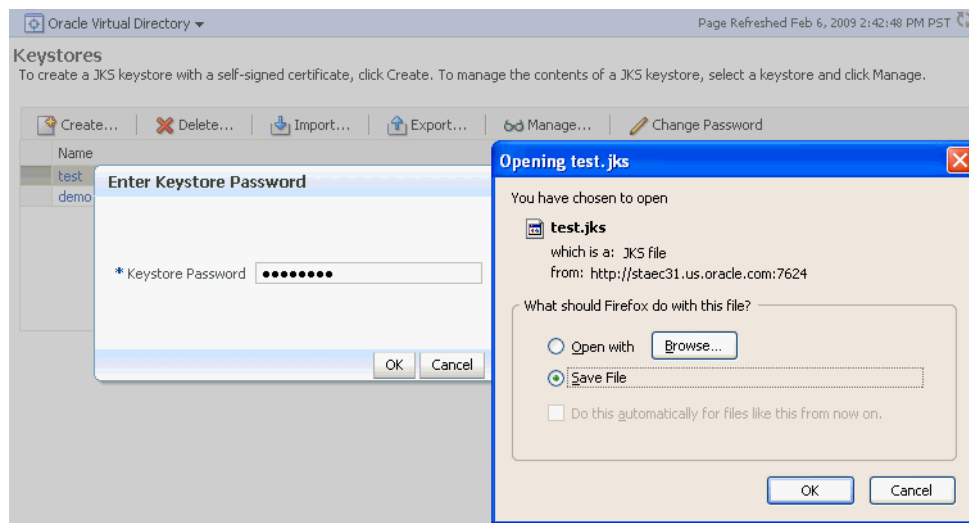 Oracle Virtual Directory
Page Refreshed Feb 6, 2009 2:42:48 PM PST
Keystores
To create a JKS keystore with a self-signed certificate, click Create. To manage the contents of a JKS keystore, select a keystore and click Manage.
Create... Delete... Import... Export... Manage... Change Password
Name
test
demo
Enter Keystore Password
* Keystore Password ●●●●●●●●
OK Cancel
Opening test.jks
You have chosen to open
test.jks
which is a: JKS file
from: http://staec31.us.oracle.com:7624
What should Firefox do with this file?
Open with Browse...
Save File
Do this automatically for files like this from now on.
OK Cancel